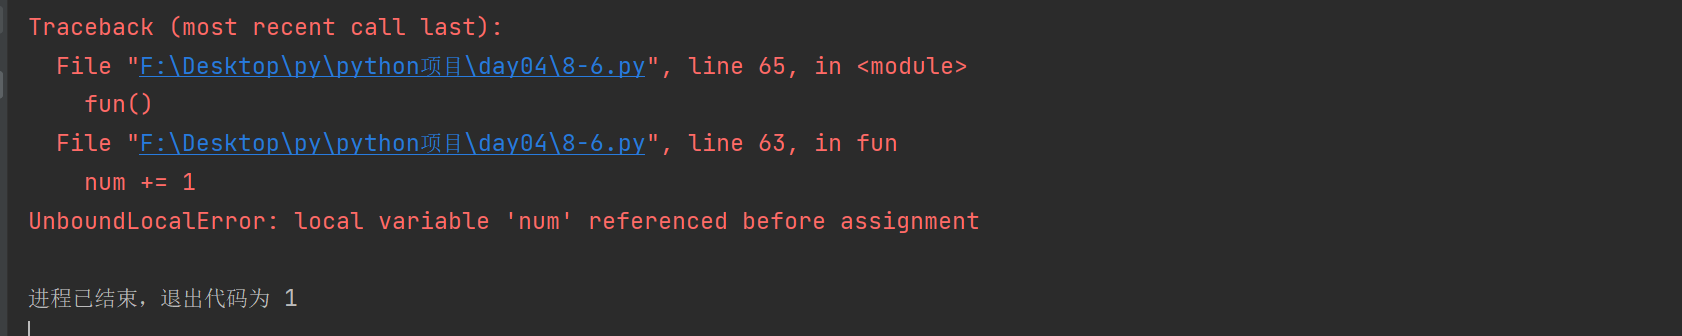 Traceback (most recent call last):
  File "F:\Desktop\py\python项目\day04\8-6.py", line 65, in <module>
    fun()
  File "F:\Desktop\py\python项目\day04\8-6.py", line 63, in fun
    num += 1
UnboundLocalError: local variable 'num' referenced before assignment
进程已结束，退出代码为 1